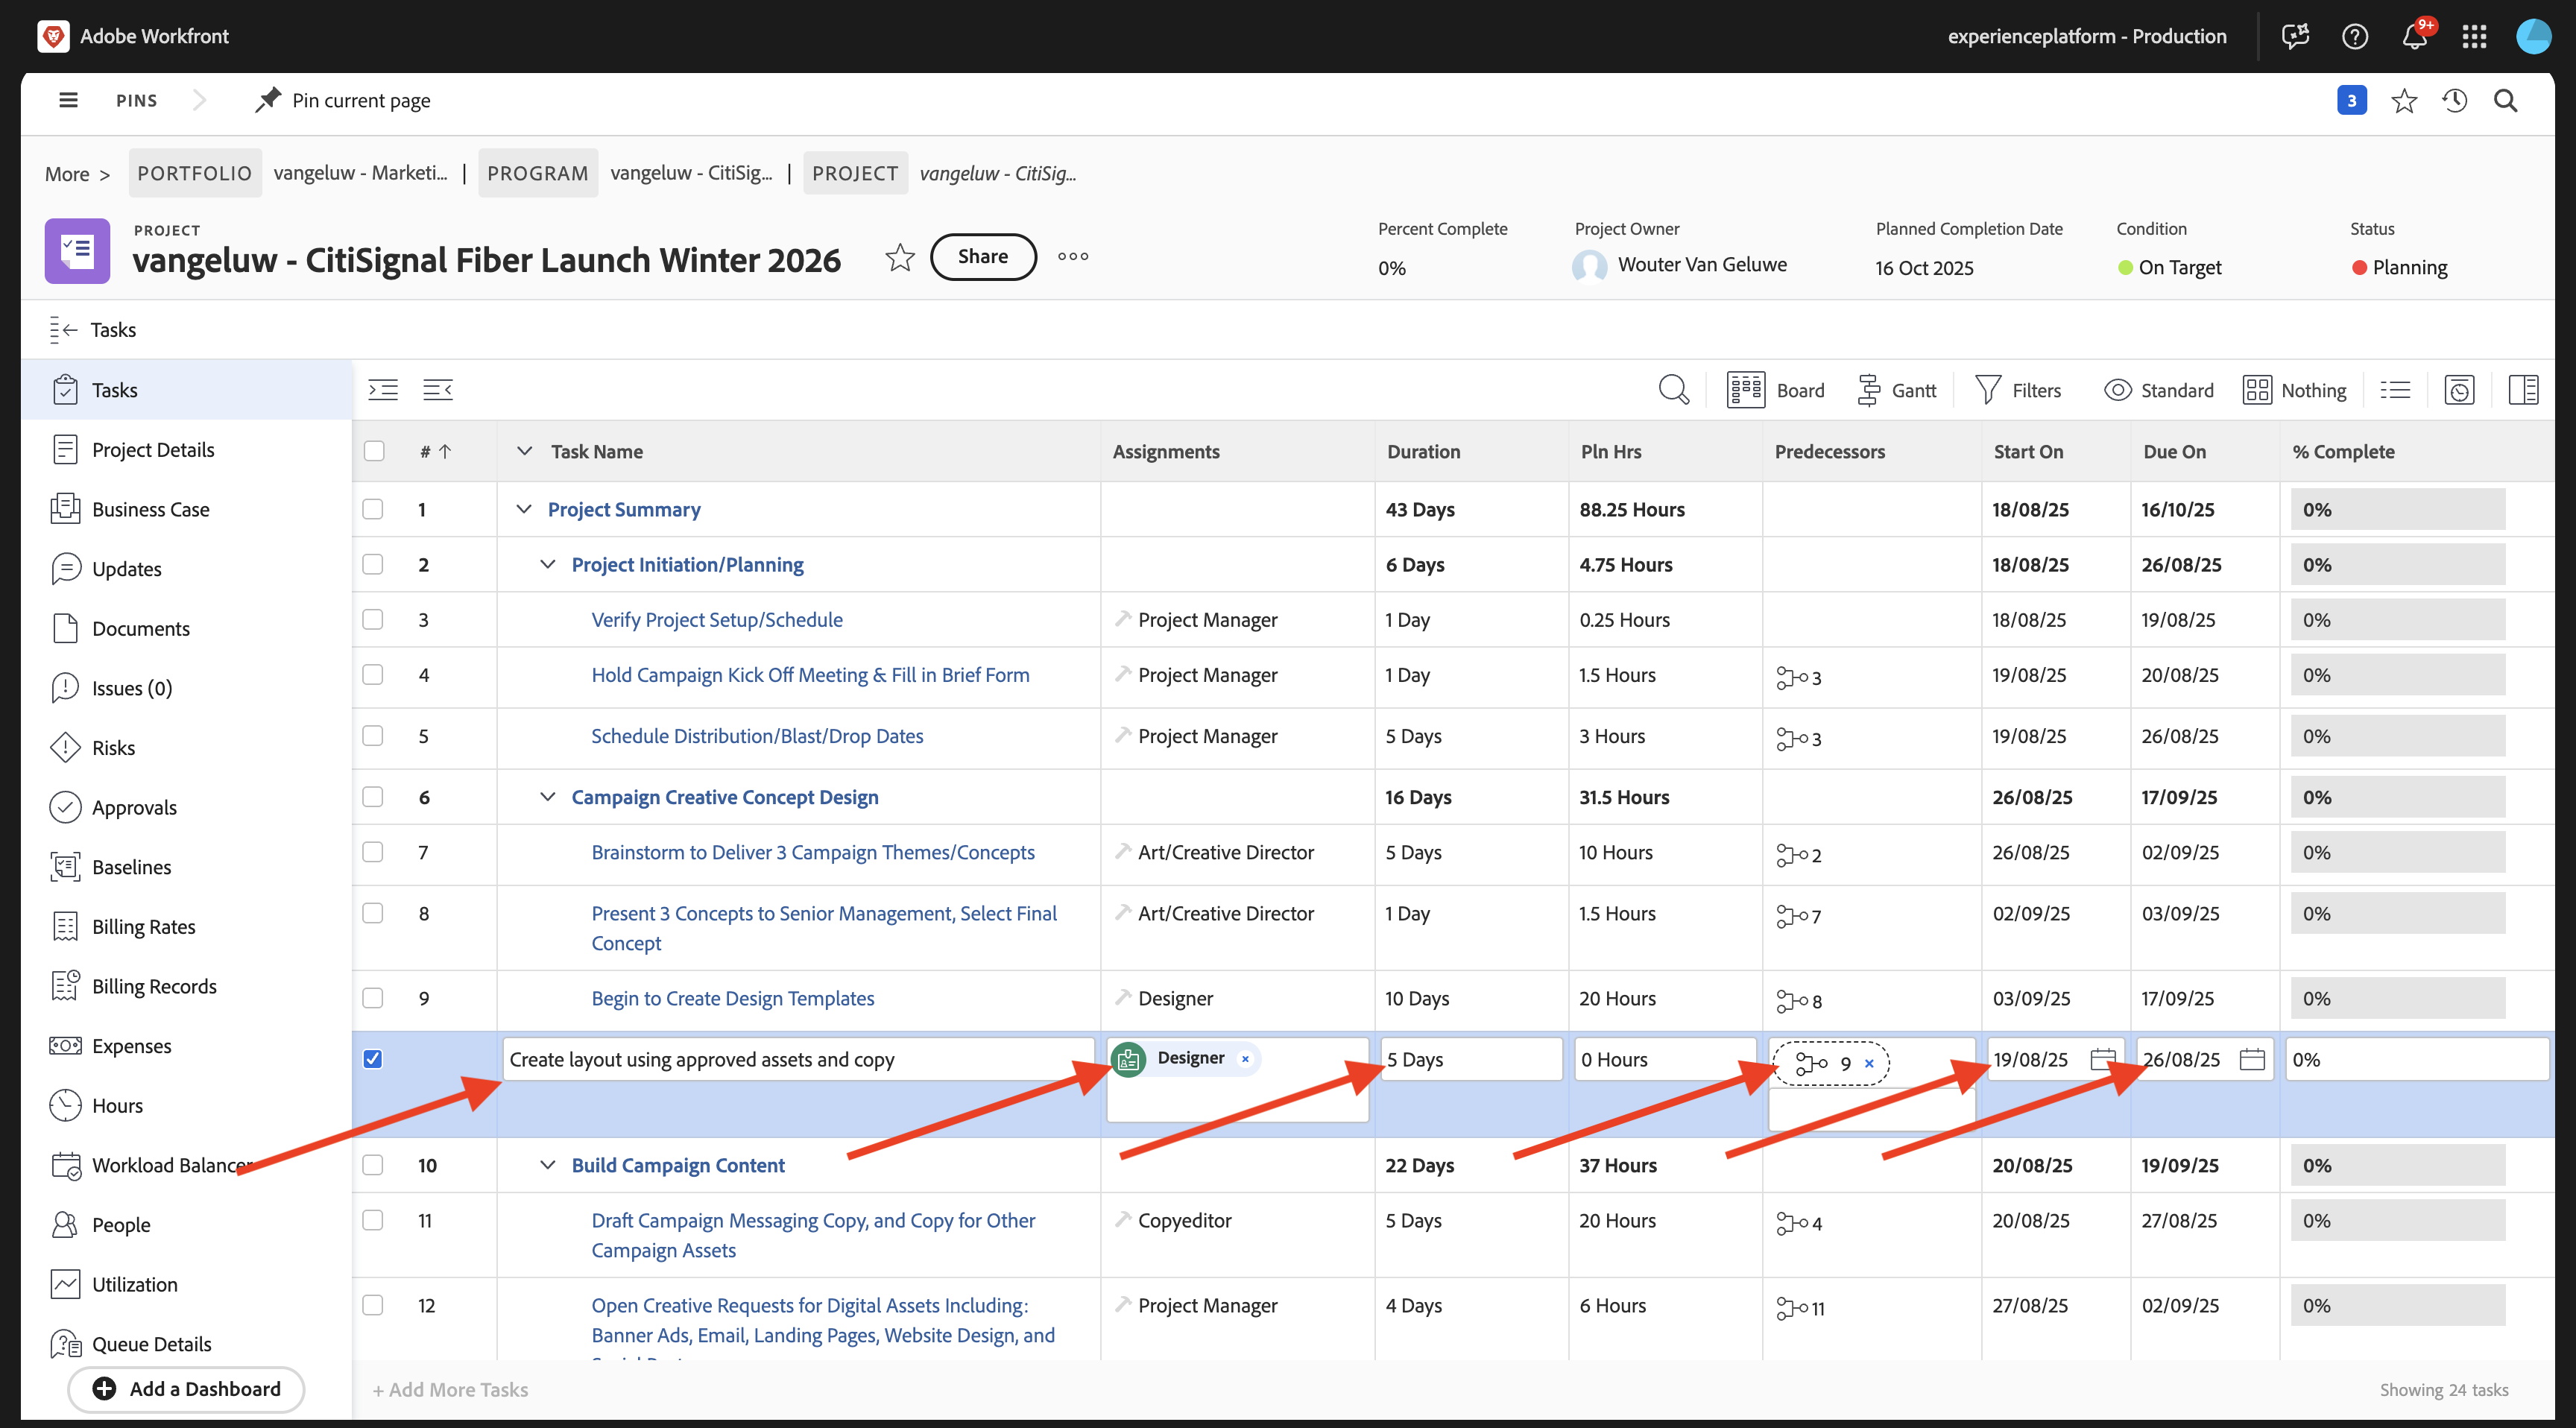 Adobe Workfront
experienceplatform - Production
9+
PINS
Pin current page
3
More >
PORTFOLIO
vangeluw - Marketi...
|
PROGRAM
vangeluw - CitiSig...
|
PROJECT
vangeluw - CitiSig...
PROJECT
vangeluw - CitiSignal Fiber Launch Winter 2026
Share
Percent Complete
0%
Project Owner
Wouter Van Geluwe
Planned Completion Date
16 Oct 2025
Condition
On Target
Status
Planning
Tasks
Tasks
Project Details
Business Case
Updates
Documents
Issues (0)
Risks
Approvals
Baselines
Billing Rates
Billing Records
Expenses
Hours
Workload Balancer
People
Utilization
Queue Details
Add a Dashboard
Board
Gantt
Filters
Standard
Nothing
# Task Name Assignments Duration Pln Hrs Predecessors Start On Due On % Complete
1 Project Summary 43 Days 88.25 Hours 18/08/25 16/10/25 0%
2 Project Initiation/Planning 6 Days 4.75 Hours 18/08/25 26/08/25 0%
3 Verify Project Setup/Schedule Project Manager 1 Day 0.25 Hours 18/08/25 19/08/25 0%
4 Hold Campaign Kick Off Meeting & Fill in Brief Form Project Manager 1 Day 1.5 Hours 3 19/08/25 20/08/25 0%
5 Schedule Distribution/Blast/Drop Dates Project Manager 5 Days 3 Hours 3 19/08/25 26/08/25 0%
6 Campaign Creative Concept Design 16 Days 31.5 Hours 26/08/25 17/09/25 0%
7 Brainstorm to Deliver 3 Campaign Themes/Concepts Art/Creative Director 5 Days 10 Hours 2 26/08/25 02/09/25 0%
8 Present 3 Concepts to Senior Management, Select Final Art/Creative Director 1 Day 1.5 Hours 7 02/09/25 03/09/25 0%
Concept
9 Begin to Create Design Templates Designer 10 Days 20 Hours 8 03/09/25 17/09/25 0%
Create layout using approved assets and copy Designer × 5 Days 0 Hours 9 × 19/08/25 26/08/25 0%
10 Build Campaign Content 22 Days 37 Hours 20/08/25 19/09/25 0%
11 Draft Campaign Messaging Copy, and Copy for Other Copyeditor 5 Days 20 Hours 4 20/08/25 27/08/25 0%
Campaign Assets
12 Open Creative Requests for Digital Assets Including: Project Manager 4 Days 6 Hours 11 27/08/25 02/09/25 0%
Banner Ads, Email, Landing Pages, Website Design, and
+ Add More Tasks
Showing 24 tasks